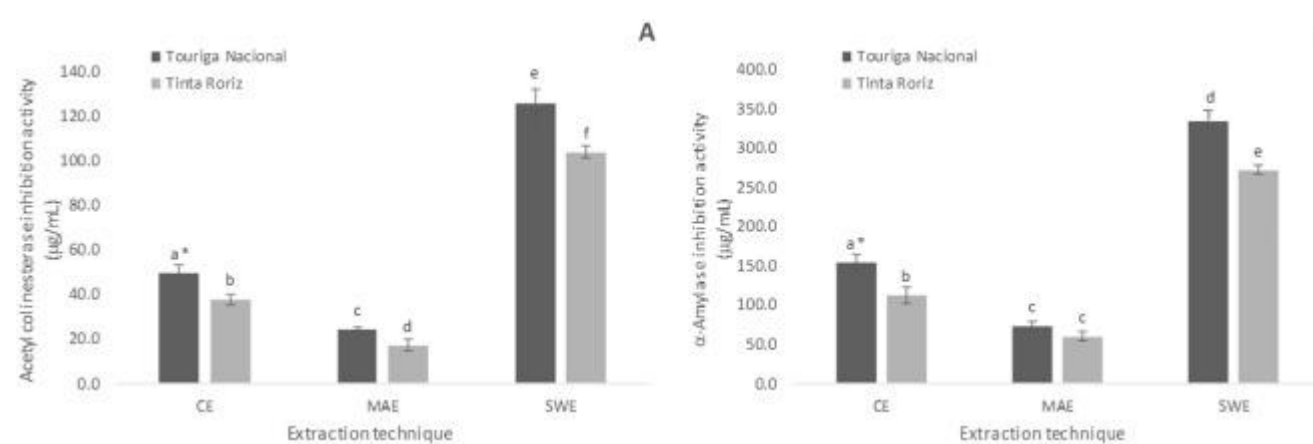 A
Touriga Nacional
Tinta Roriz
Acetyl colinesterase inhibition activity
(µg/mL)
140.0
120.0
100.0
80.0
60.0
40.0
20.0
0.0
a*
b
c
d
e
f
CE
MAE
SWE
Extraction technique
Touriga Nacional
Tinta Roriz
α-Amylase inhibition activity
(µg/mL)
400.0
350.0
300.0
250.0
200.0
150.0
100.0
50.0
0.0
a*
b
c
c
d
e
CE
MAE
SWE
Extraction technique